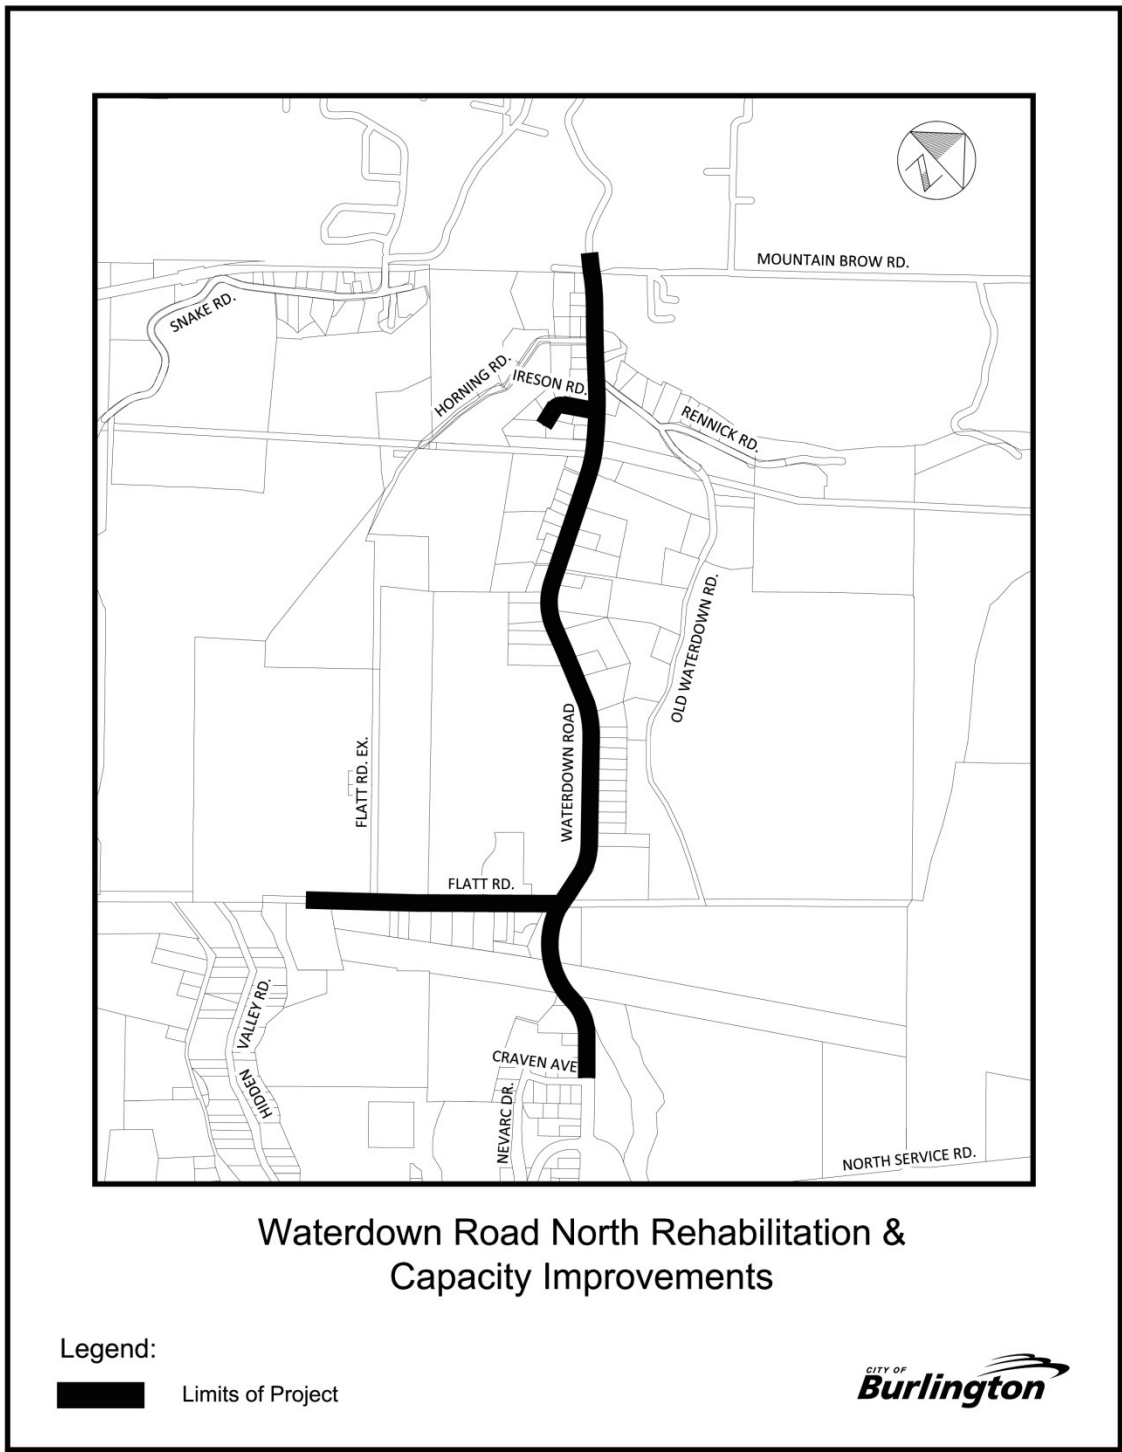 MOUNTAIN BROW RD.
SNAKE RD.
HORNING RD.
IRESON RD.
RENNICK RD.
OLD WATERDOWN RD.
WATERDOWN ROAD
FLATT RD. EX.
FLATT RD.
HIDDEN VALLEY RD.
CRAVEN AVE
NEVARC DR.
NORTH SERVICE RD.
Waterdown Road North Rehabilitation &
Capacity Improvements
Legend:
Limits of Project
CITY OF
Burlington